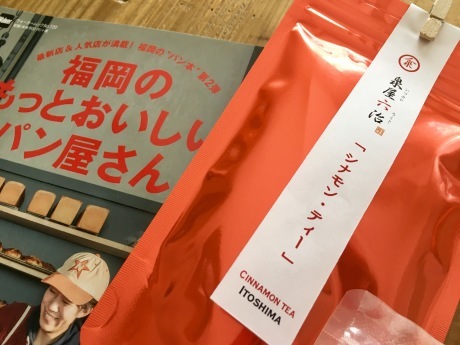 最新店&人気店が満載！福岡の"パン本"第2弾
福岡の
もっとおいしい
パン屋さん
泉屋六治
「シナモン・ティー」
CINNAMON TEA
ITOSHIMA